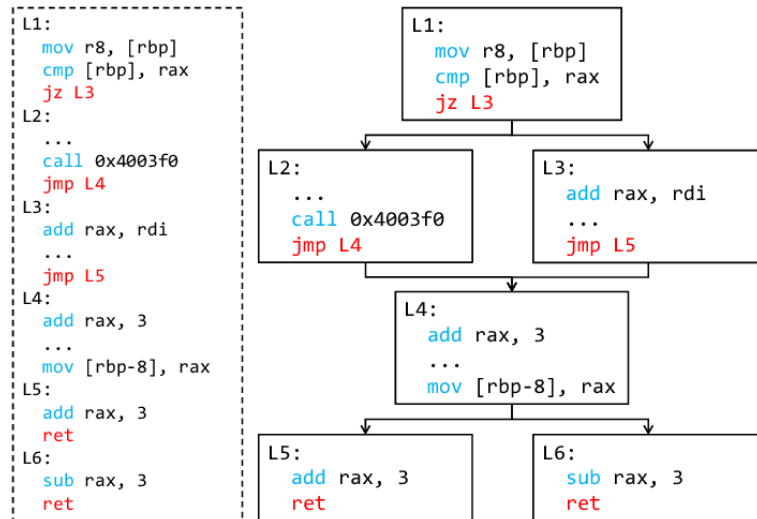 L1:
mov r8, [rbp]
cmp [rbp], rax
jz L3
L2:
...
call 0x4003f0
jmp L4
L3:
add rax, rdi
...
jmp L5
L4:
add rax, 3
...
mov [rbp-8], rax
L5:
add rax, 3
ret
L6:
sub rax, 3
ret
L1:
mov r8, [rbp]
cmp [rbp], rax
jz L3
L2:
...
call 0x4003f0
jmp L4
L3:
add rax, rdi
...
jmp L5
L4:
add rax, 3
...
mov [rbp-8], rax
L5:
add rax, 3
ret
L6:
sub rax, 3
ret